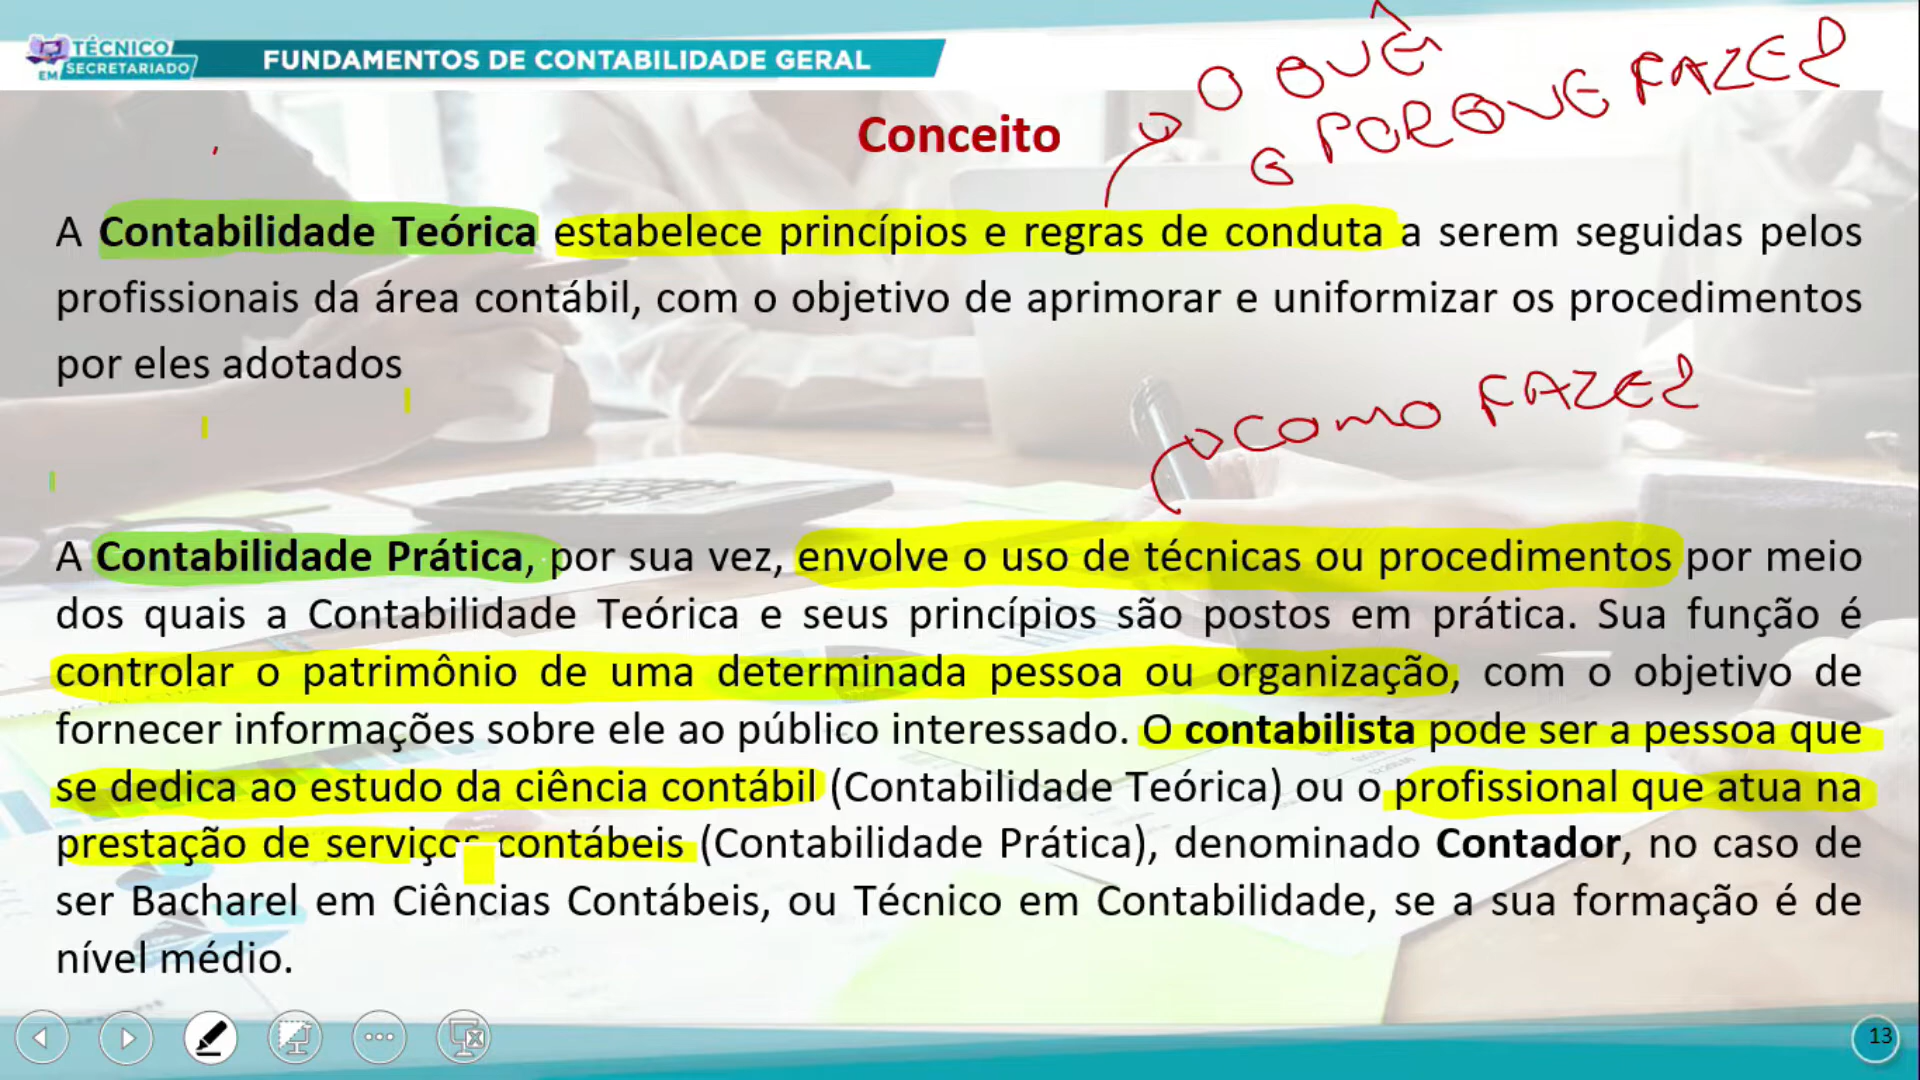 TÉCNICO
EM SECRETARIADO
FUNDAMENTOS DE CONTABILIDADE GERAL
O QUÊ
Conceito
E PORQUE FAZER
A Contabilidade Teórica estabelece princípios e regras de conduta a serem seguidas pelos
profissionais da área contábil, com o objetivo de aprimorar e uniformizar os procedimentos
por eles adotados
COMO FAZER
A Contabilidade Prática, por sua vez, envolve o uso de técnicas ou procedimentos por meio
dos quais a Contabilidade Teórica e seus princípios são postos em prática. Sua função é
controlar o patrimônio de uma determinada pessoa ou organização, com o objetivo de
fornecer informações sobre ele ao público interessado. O contabilista pode ser a pessoa que
se dedica ao estudo da ciência contábil (Contabilidade Teórica) ou o profissional que atua na
prestação de serviços contábeis (Contabilidade Prática), denominado Contador, no caso de
ser Bacharel em Ciências Contábeis, ou Técnico em Contabilidade, se a sua formação é de
nível médio.
13